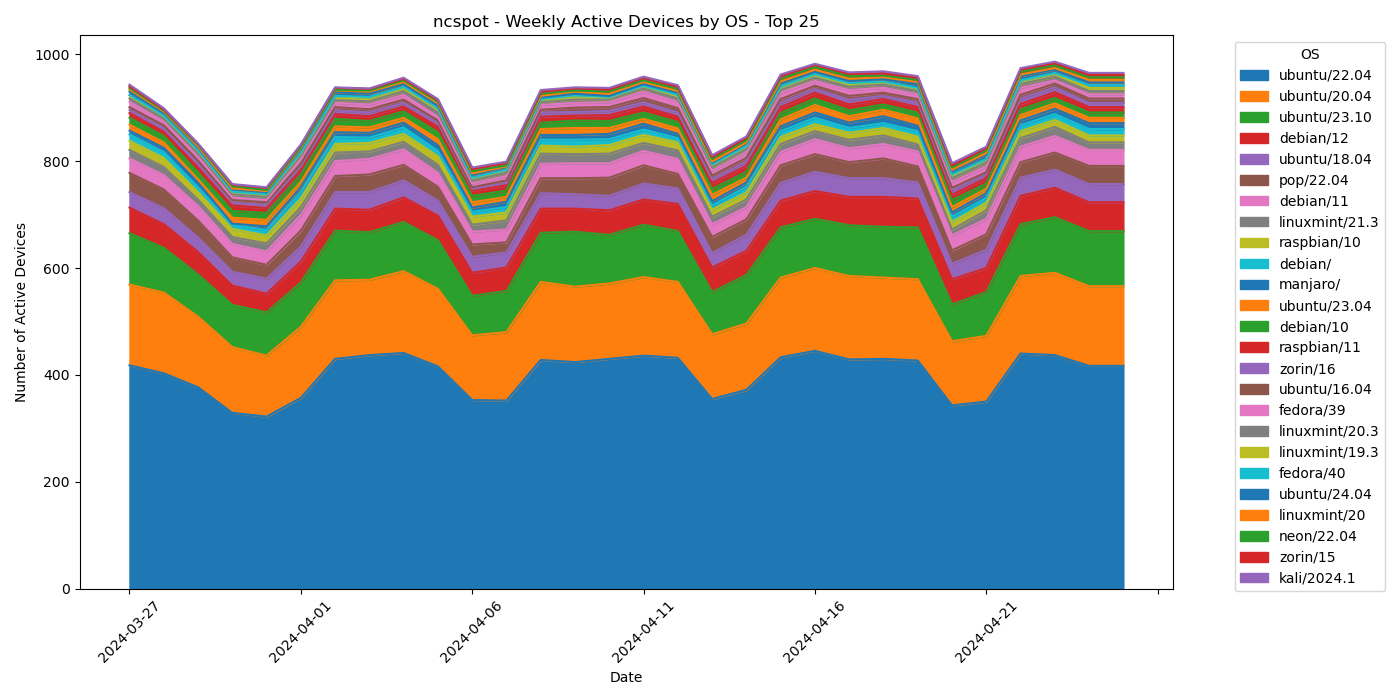 ncspot - Weekly Active Devices by OS - Top 25
Number of Active Devices
1000
800
600
400
200
0
2024-03-27
2024-04-01
2024-04-06
2024-04-11
2024-04-16
2024-04-21
Date
OS
ubuntu/22.04
ubuntu/20.04
ubuntu/23.10
debian/12
ubuntu/18.04
pop/22.04
debian/11
linuxmint/21.3
raspbian/10
debian/
manjaro/
ubuntu/23.04
debian/10
raspbian/11
zorin/16
ubuntu/16.04
fedora/39
linuxmint/20.3
linuxmint/19.3
fedora/40
ubuntu/24.04
linuxmint/20
neon/22.04
zorin/15
kali/2024.1